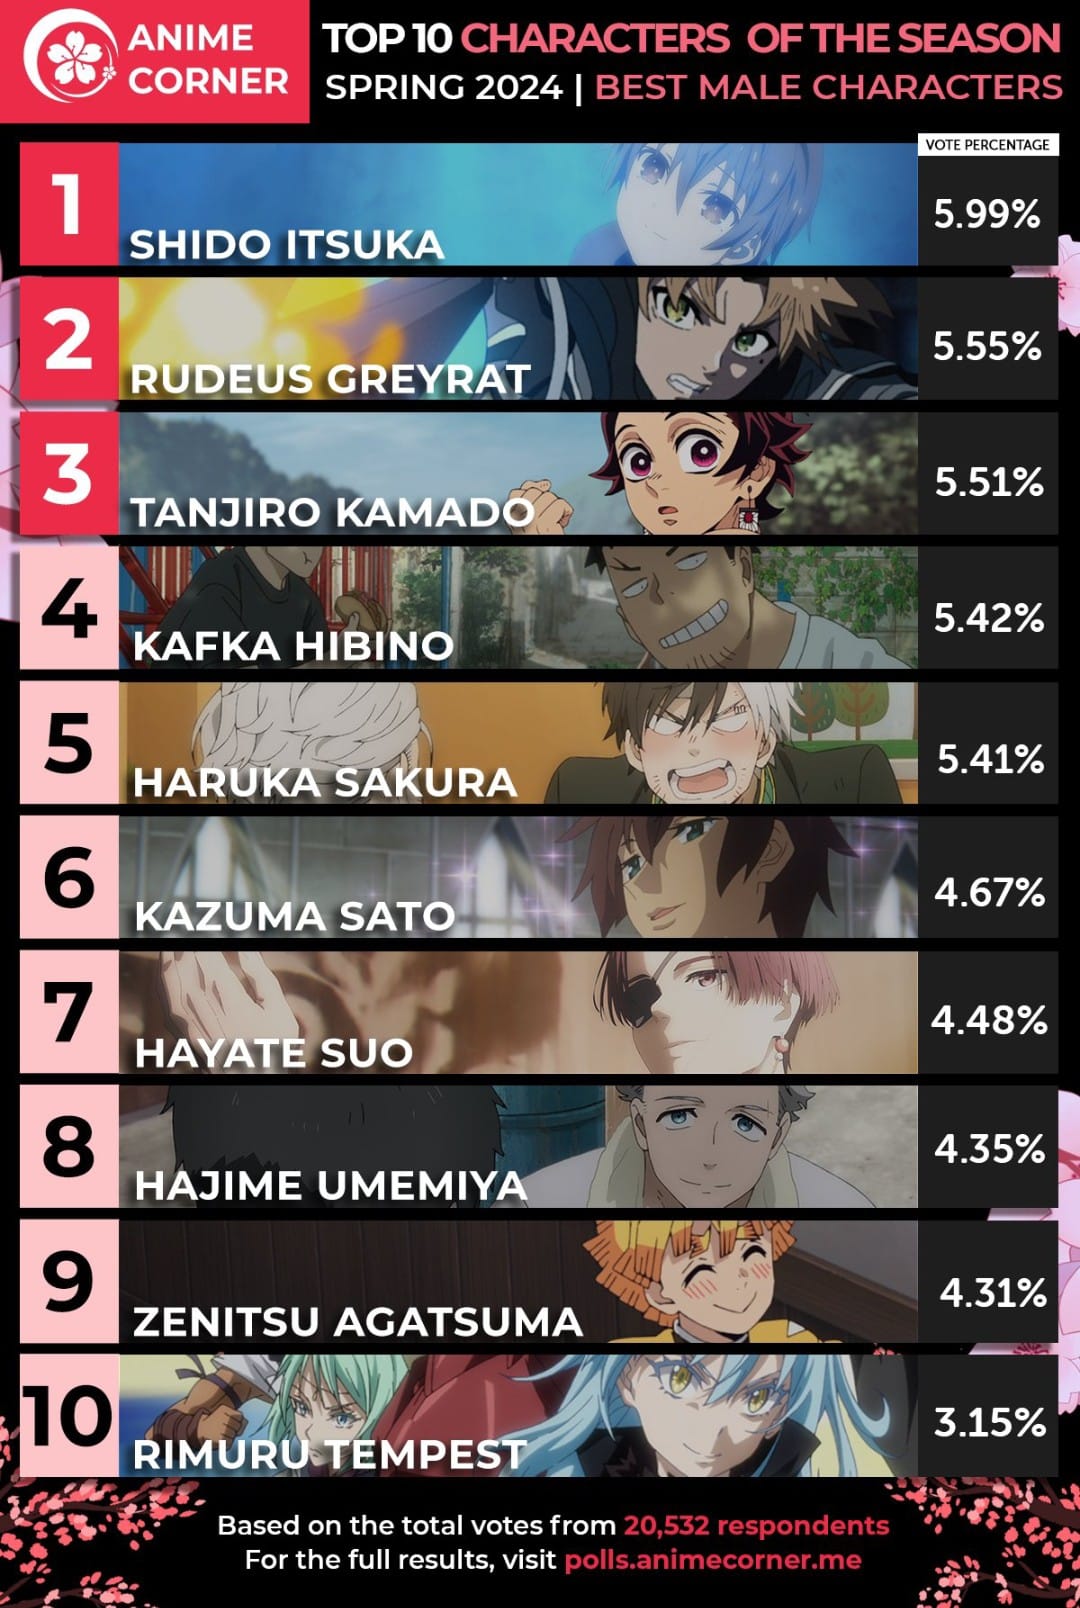 ANIME
CORNER
TOP 10 CHARACTERS OF THE SEASON
SPRING 2024 | BEST MALE CHARACTERS
VOTE PERCENTAGE
1
SHIDO ITSUKA
5.99%
2
RUDEUS GREYRAT
5.55%
3
TANJIRO KAMADO
5.51%
4
KAFKA HIBINO
5.42%
5
HARUKA SAKURA
5.41%
6
KAZUMA SATO
4.67%
7
HAYATE SUO
4.48%
8
HAJIME UMEMIYA
4.35%
9
ZENITSU AGATSUMA
4.31%
10
RIMURU TEMPEST
3.15%
Based on the total votes from 20,532 respondents
For the full results, visit polls.animecorner.me